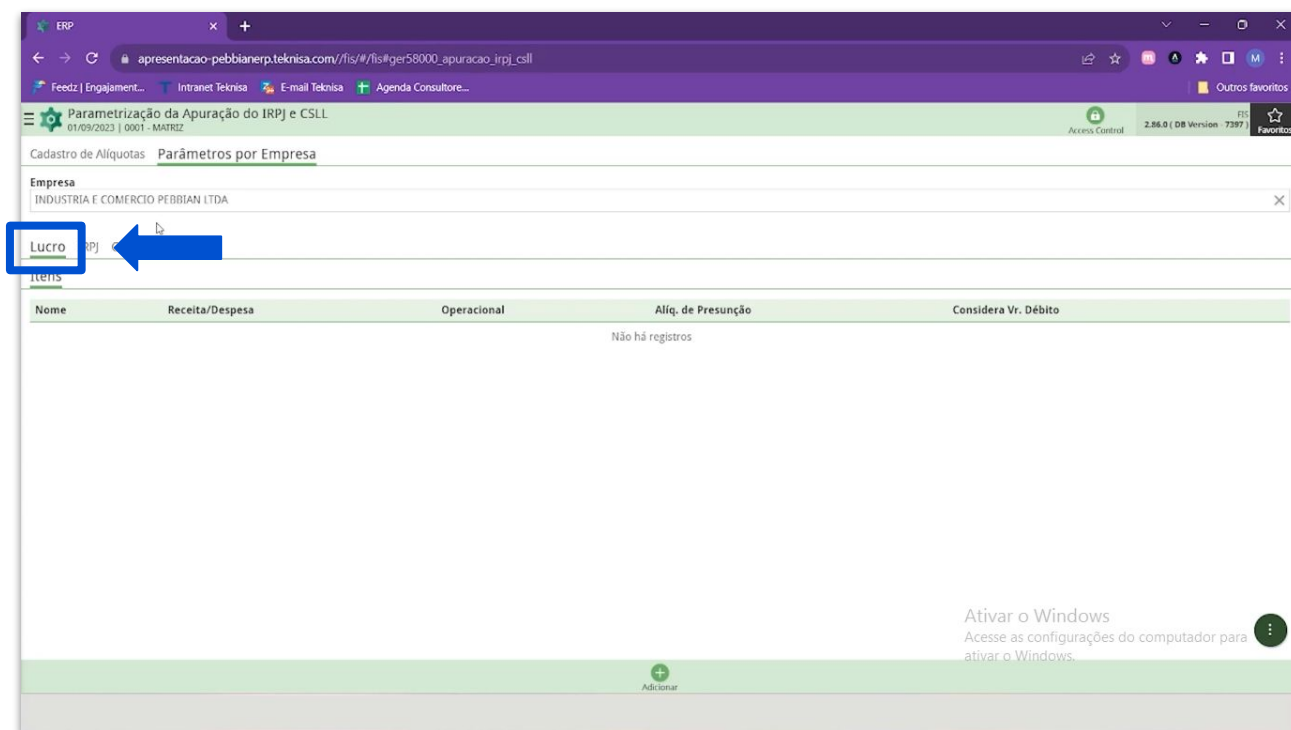 ERP
apresentacao-pebbianerp.teknisa.com//fis/#/fis#ger58000_apuracao_irpj_csll
M
Feedz | Engajament... Intranet Teknisa E-mail Teknisa Agenda Consultore... Outros favoritos
Parametrização da Apuração do IRPJ e CSLL
01/09/2023 | 0001 - MATRIZ
Access Control
FIS
2.86.0 ( DB Version - 7397 )
Favoritos
Cadastro de Alíquotas Parâmetros por Empresa
Empresa
INDUSTRIA E COMERCIO PEBBIAN LTDA
Lucro
Itens
Nome Receita/Despesa Operacional Alíq. de Presunção Considera Vr. Débito
Não há registros
Ativar o Windows
Acesse as configurações do computador para
ativar o Windows.
Adicionar